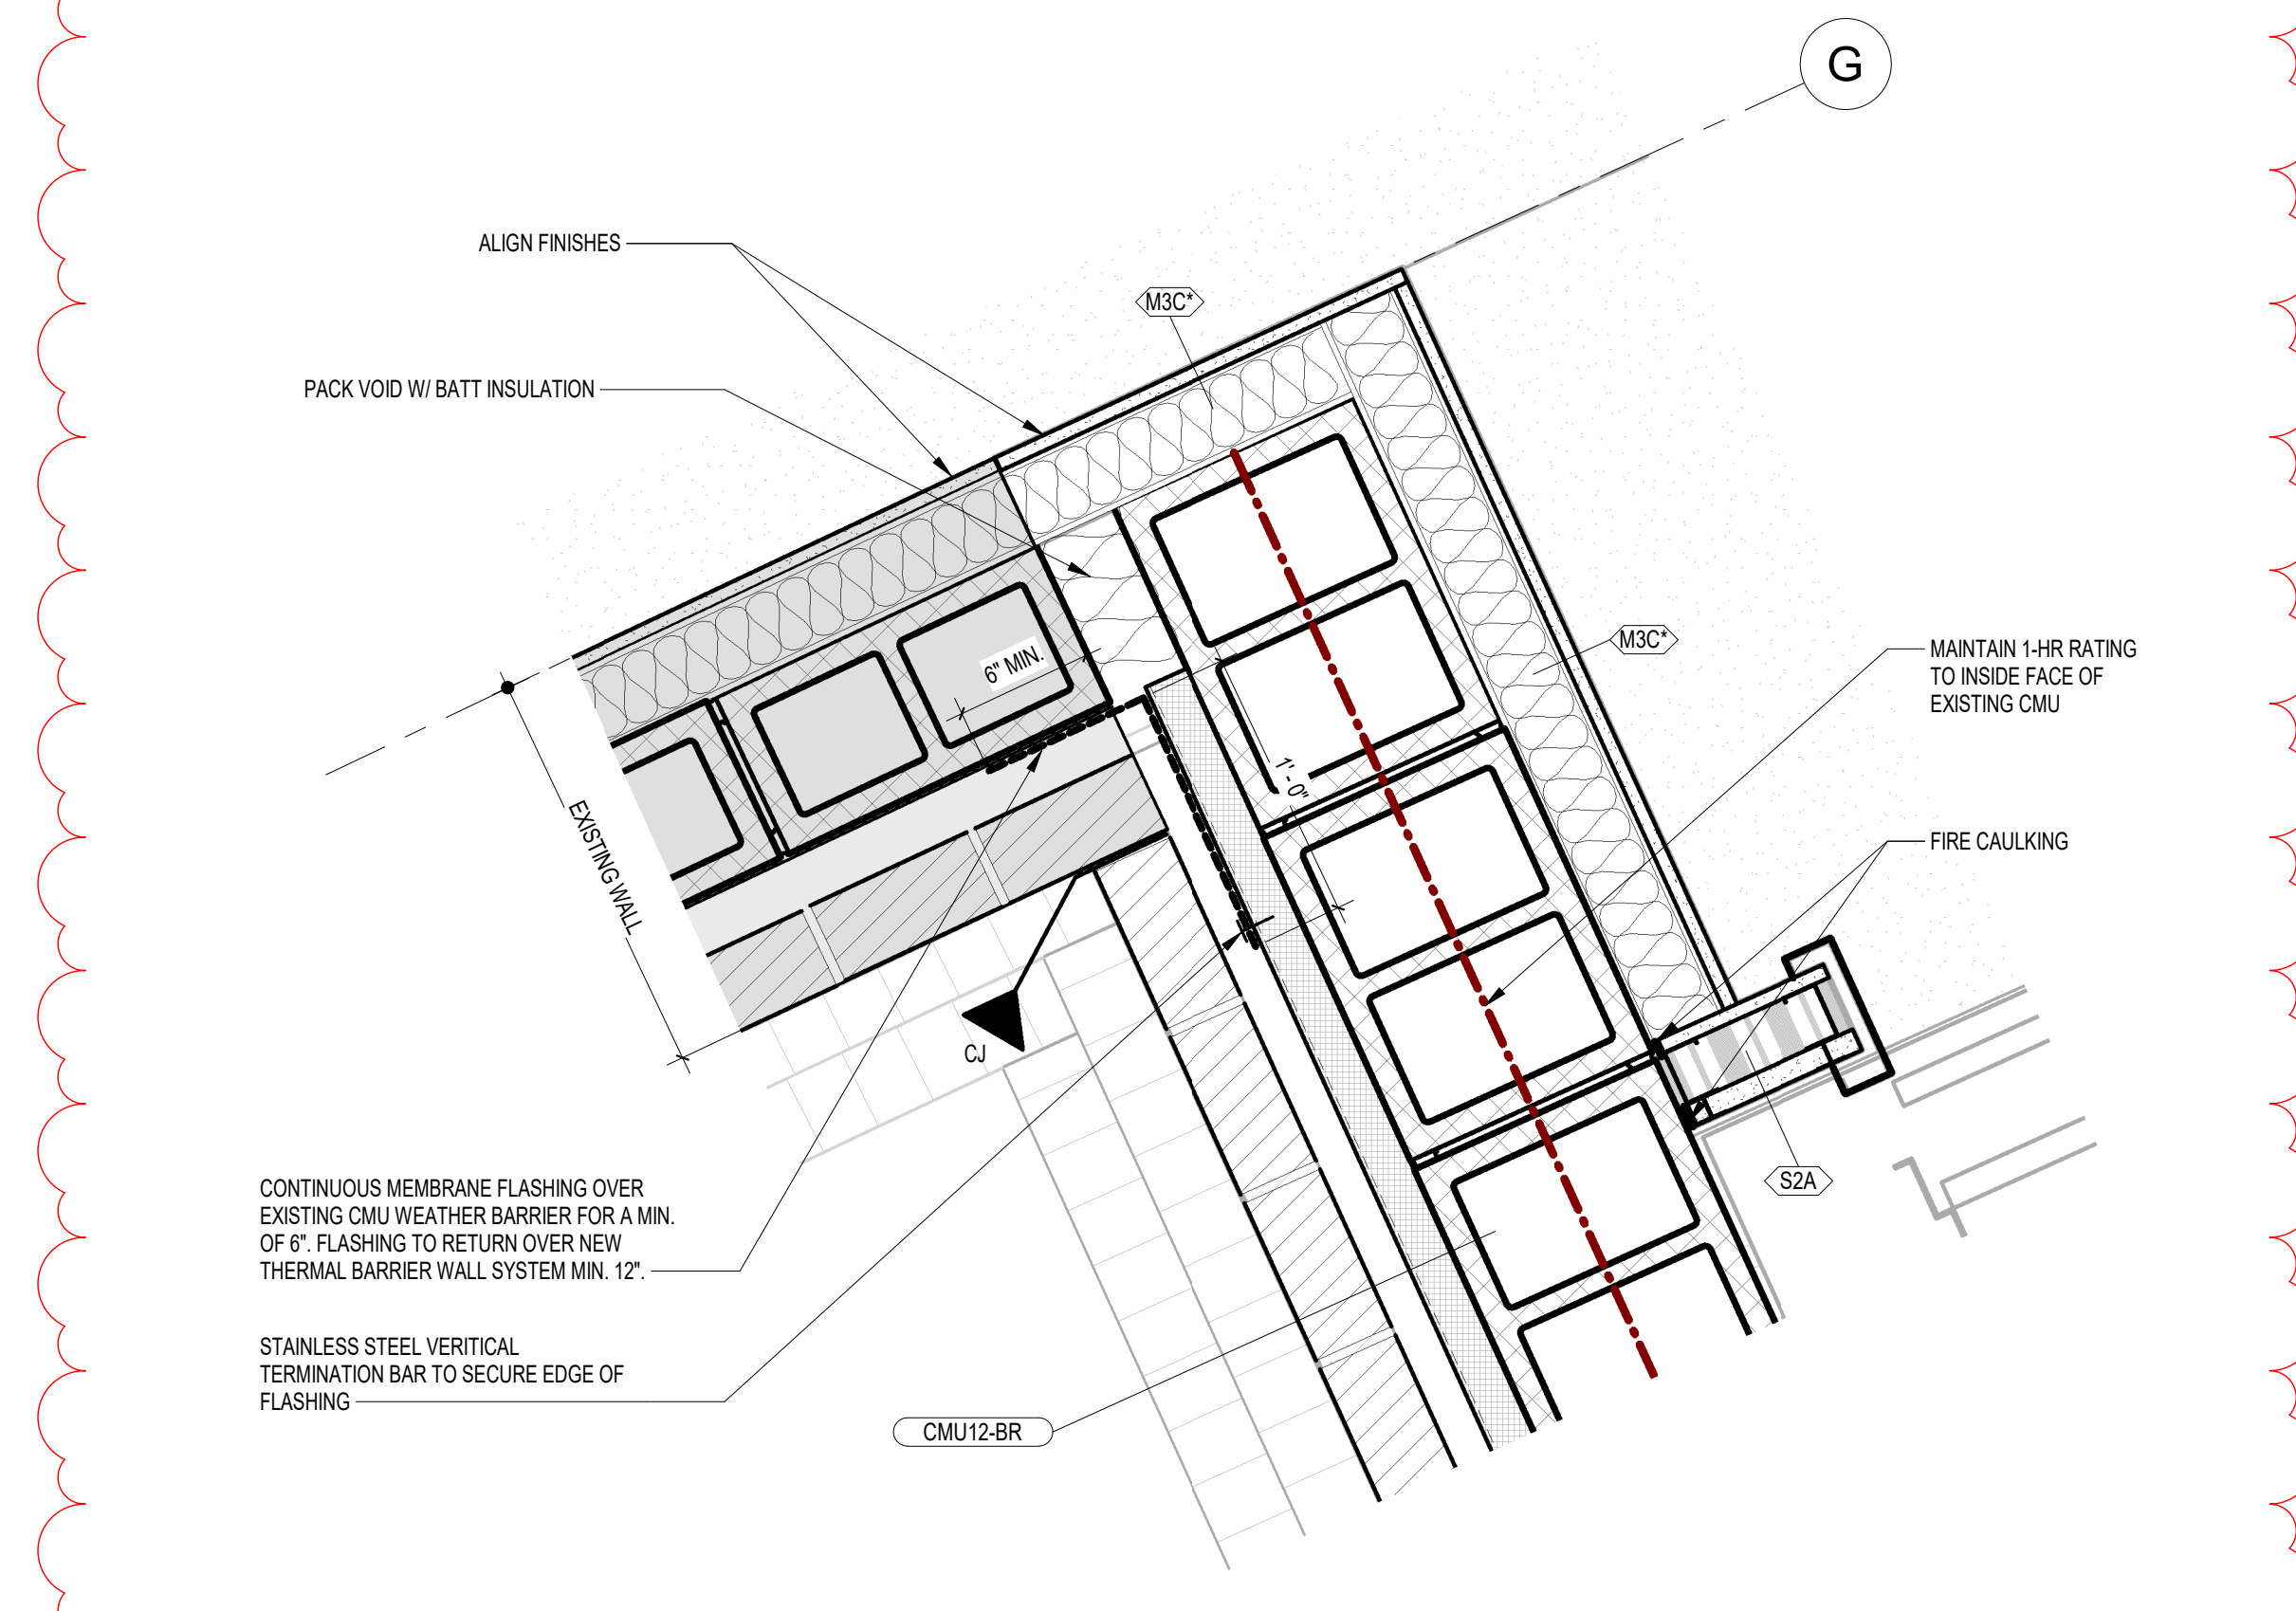 G
ALIGN FINISHES
M3C*
PACK VOID W/ BATT INSULATION
6" MIN.
M3C*
MAINTAIN 1-HR RATING
TO INSIDE FACE OF
EXISTING CMU
1' - 0"
EXISTING WALL
FIRE CAULKING
CJ
S2A
CONTINUOUS MEMBRANE FLASHING OVER
EXISTING CMU WEATHER BARRIER FOR A MIN.
OF 6". FLASHING TO RETURN OVER NEW
THERMAL BARRIER WALL SYSTEM MIN. 12".
STAINLESS STEEL VERITICAL
TERMINATION BAR TO SECURE EDGE OF
FLASHING
CMU12-BR